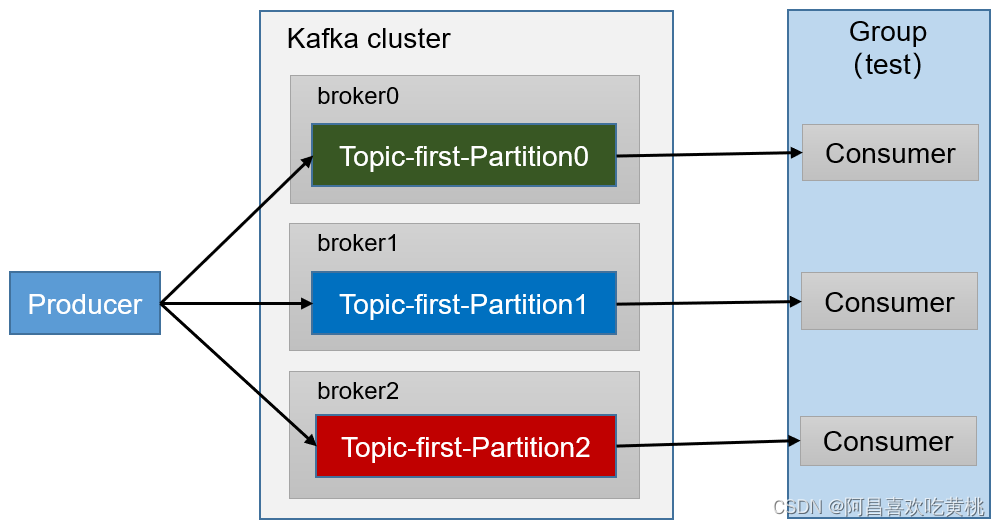 Kafka cluster
Group
(test)
broker0
Topic-first-Partition0
Consumer
broker1
Producer
Topic-first-Partition1
Consumer
broker2
Topic-first-Partition2
Consumer
CSDN @阿昌喜欢吃黄桃